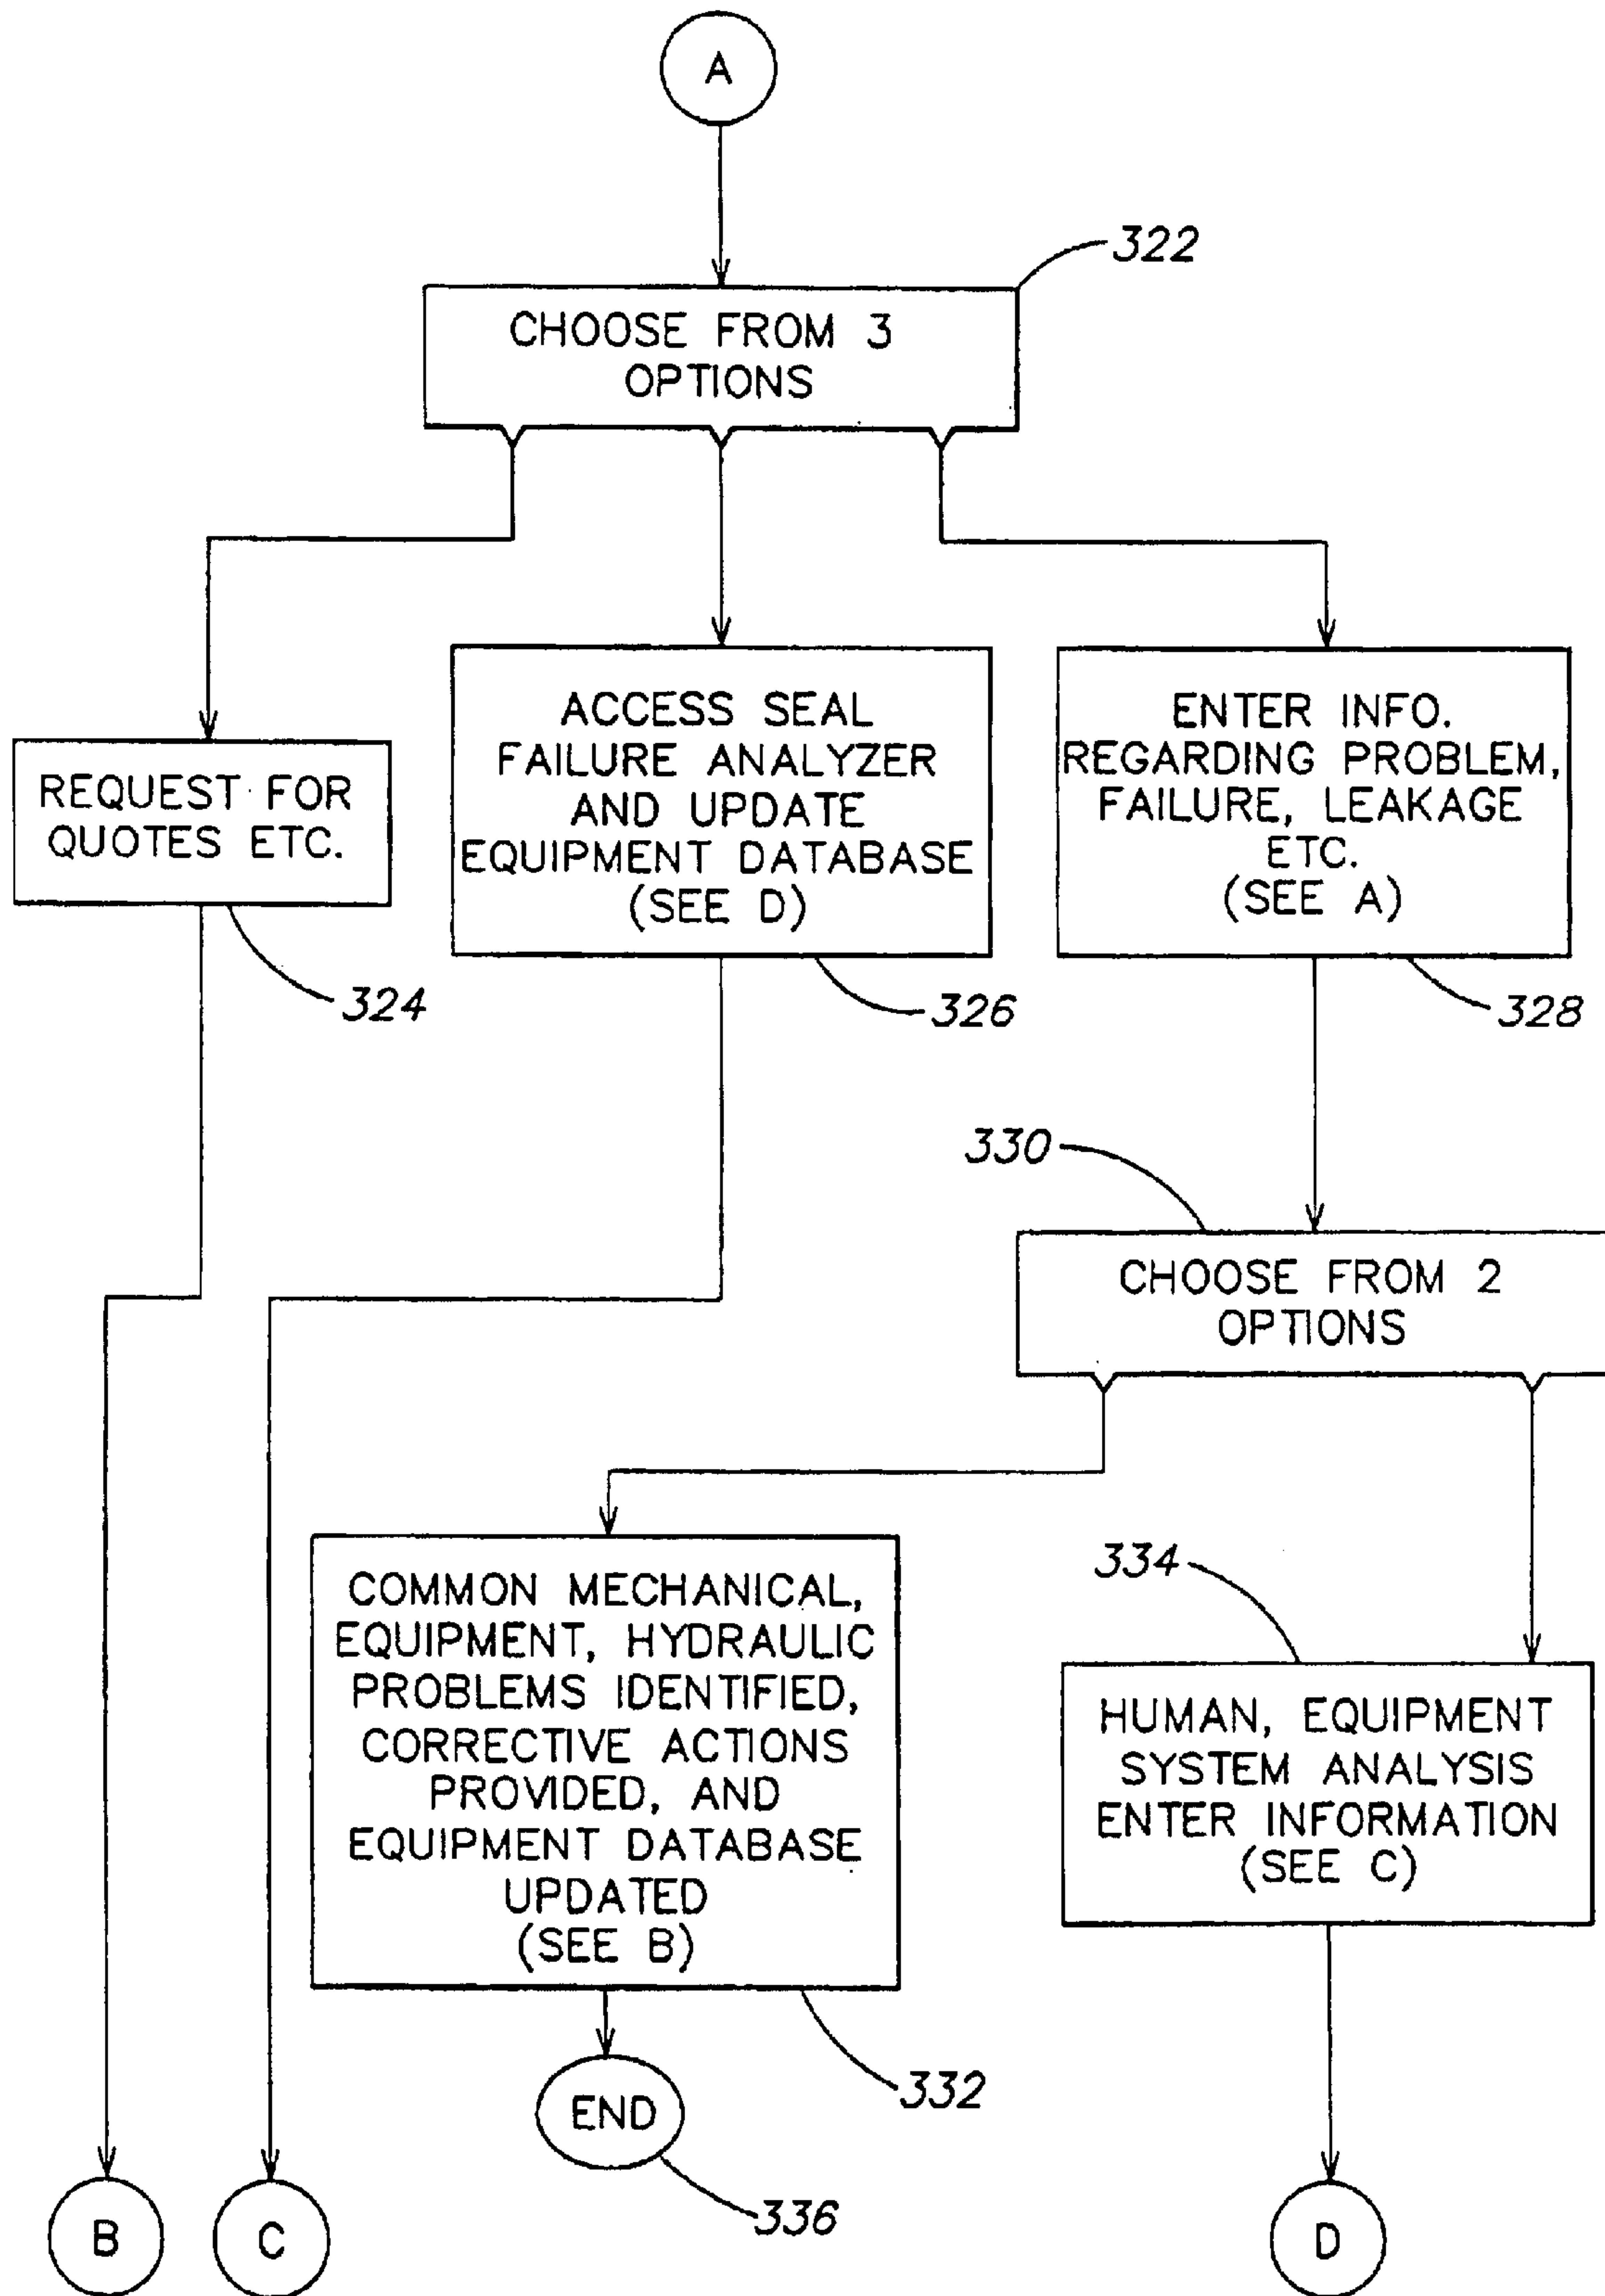 A
322
CHOOSE FROM 3
OPTIONS
REQUEST FOR
QUOTES ETC.
324
ACCESS SEAL
FAILURE ANALYZER
AND UPDATE
EQUIPMENT DATABASE
(SEE D)
326
ENTER INFO.
REGARDING PROBLEM,
FAILURE, LEAKAGE
ETC.
(SEE A)
328
330
CHOOSE FROM 2
OPTIONS
COMMON MECHANICAL,
EQUIPMENT, HYDRAULIC
PROBLEMS IDENTIFIED,
CORRECTIVE ACTIONS
PROVIDED, AND
EQUIPMENT DATABASE
UPDATED
(SEE B)
332
334
HUMAN, EQUIPMENT
SYSTEM ANALYSIS
ENTER INFORMATION
(SEE C)
END
336
B
C
D